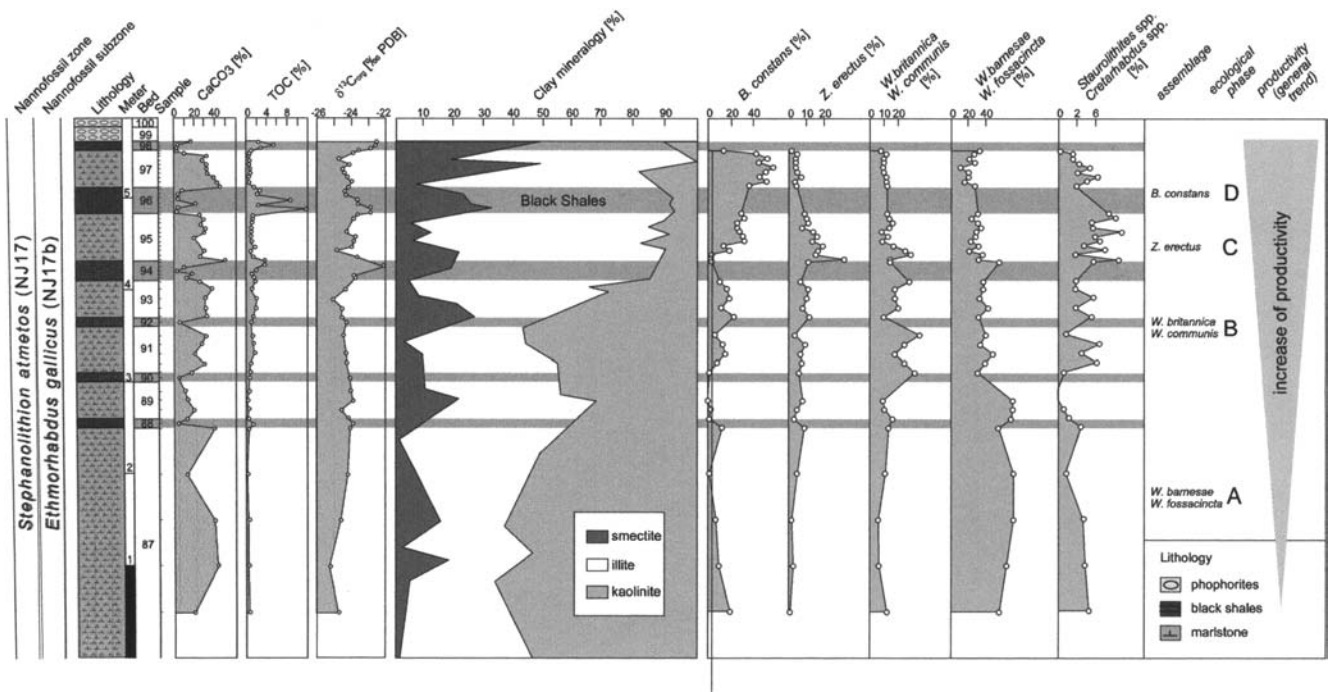 Nannofossil zone
Nannofossil subzone
Lithology
Meter
Bed
Sample
CaCO3 [%]
TOC [%]
δ13Corg [‰ PDB]
Clay mineralogy [%]
B. constans [%]
Z. erectus [%]
W.britannica
W. communis
[%]
W.barnesae
W. fossacincta
[%]
Staurolithites spp.
Cretarhabdus spp.
[%]
assemblage
ecological
phase
productivity
(general
trend)
0 20 40
0 4 8
-26 -24 -22
10 20 30 40 50 60 70 80 90
0 20 40
0 10 20
0 10 20
0 20 40
0 2 6
Stephanolithion atmetos (NJ17)
Ethmorhabdus gallicus (NJ17b)
100
99
98
97
5
96
95
94
4
93
92
91
3
90
89
88
2
87
1
Black Shales
smectite
illite
kaolinite
B. constans D
Z. erectus C
W. britannica
W. communis B
W. barnesae
W. fossacincta A
increase of productivity
Lithology
phophorites
black shales
marlstone